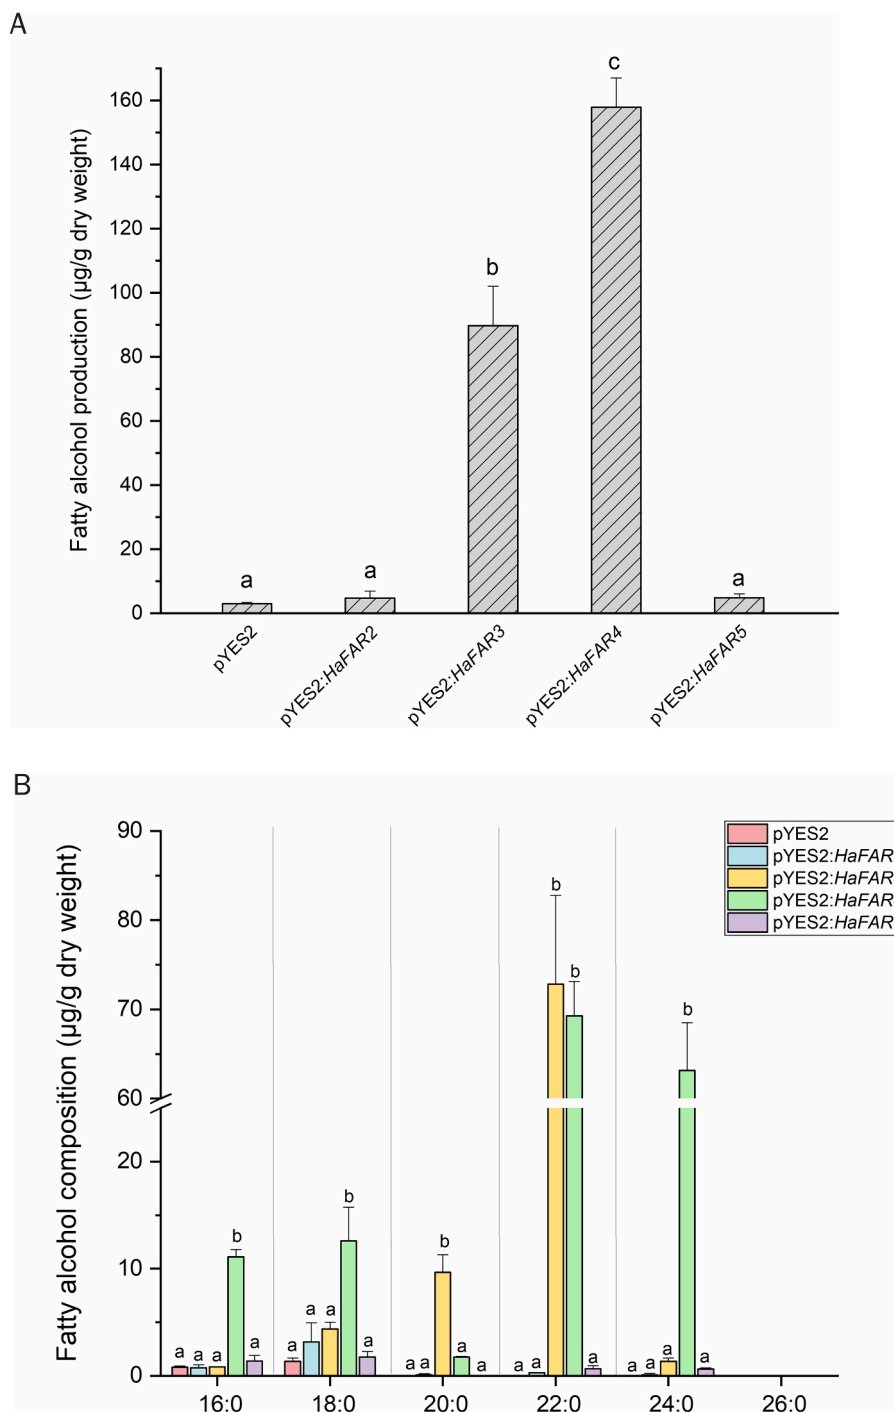 A
Fatty alcohol production (µg/g dry weight)
160
140
120
100
80
60
40
20
0
a
a
b
c
a
pYES2
pYES2:HaFAR2
pYES2:HaFAR3
pYES2:HaFAR4
pYES2:HaFAR5
B
Fatty alcohol composition (µg/g dry weight)
90
80
70
60
20
10
0
pYES2
pYES2:HaFAR
pYES2:HaFAR
pYES2:HaFAR
pYES2:HaFAR
a a a b a
a a a b a
a a b a a
a a b b a
a a a b a
16:0 18:0 20:0 22:0 24:0 26:0